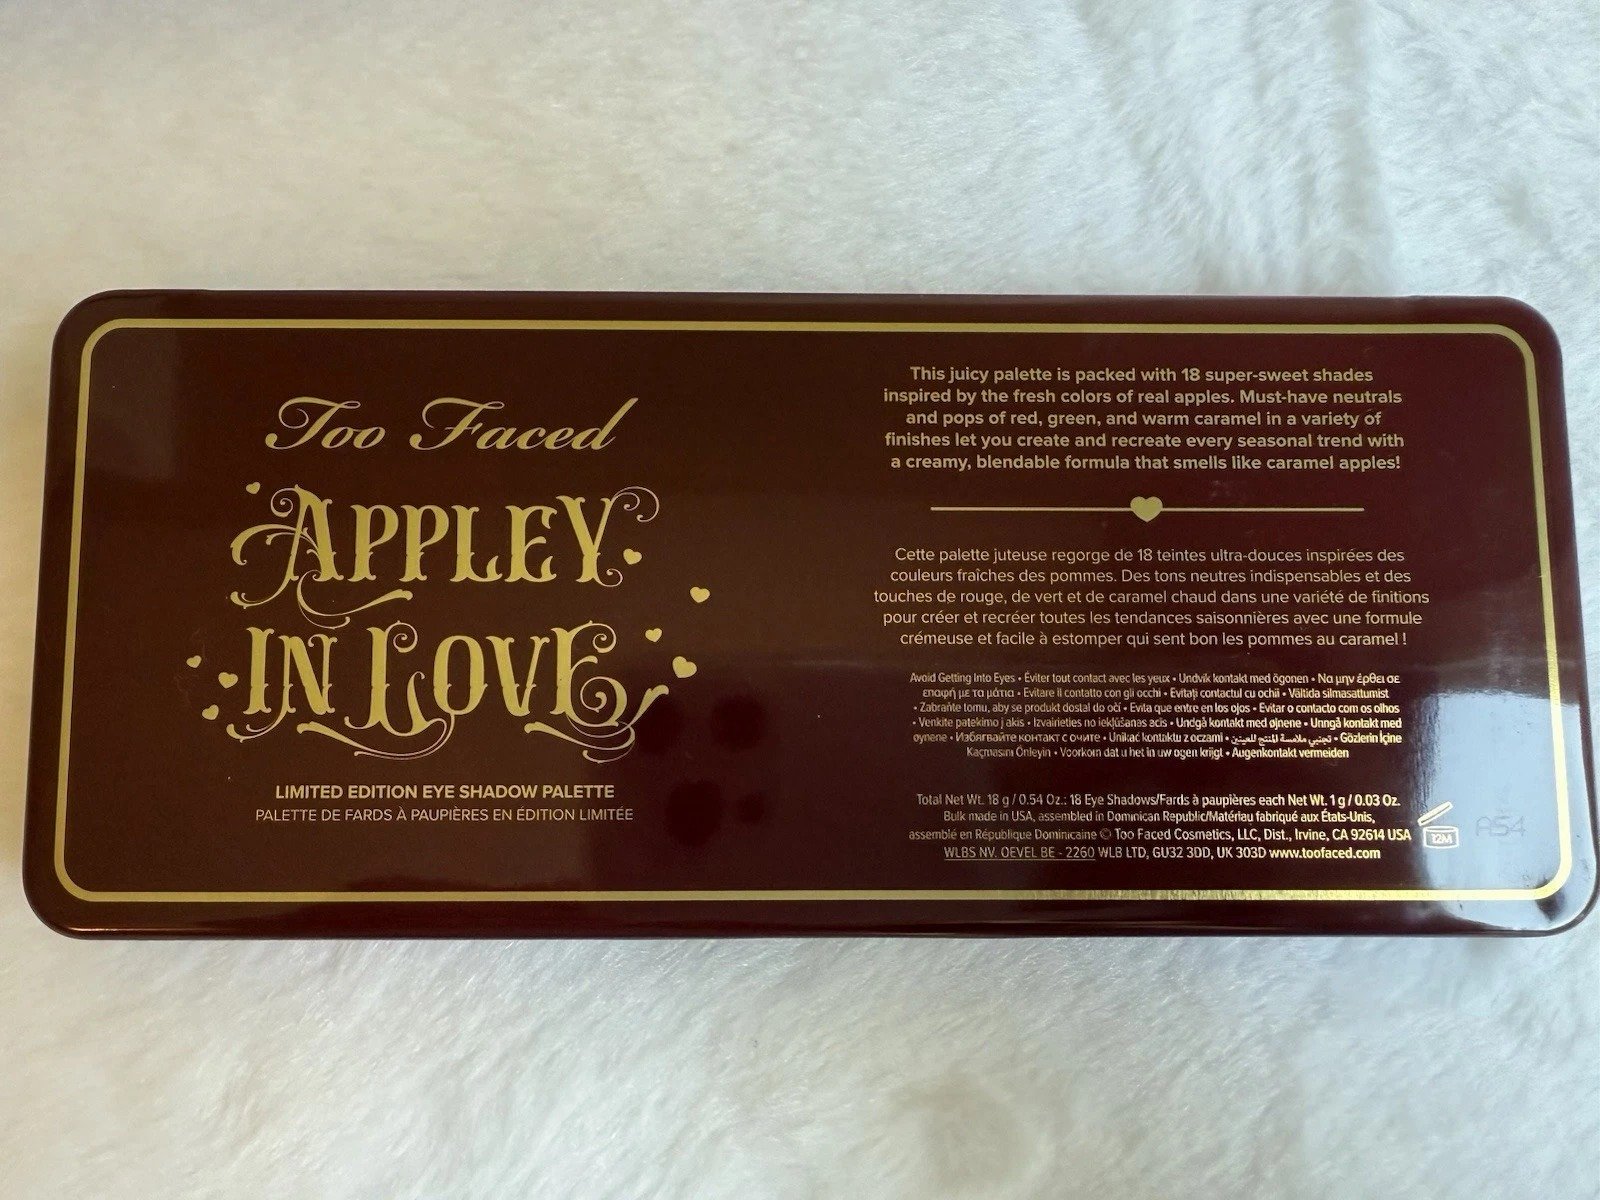 Too Faced
APPLEY
IN LOVE
LIMITED EDITION EYE SHADOW PALETTE
PALETTE DE FARDS À PAUPIÈRES EN ÉDITION LIMITÉE
This juicy palette is packed with 18 super-sweet shades
inspired by the fresh colors of real apples. Must-have neutrals
and pops of red, green, and warm caramel in a variety of
finishes let you create and recreate every seasonal trend with
a creamy, blendable formula that smells like caramel apples!
Cette palette juteuse regorge de 18 teintes ultra-douces inspirées des
couleurs fraîches des pommes. Des tons neutres indispensables et des
touches de rouge, de vert et de caramel chaud dans une variété de finitions
pour créer et recréer toutes les tendances saisonnières avec une formule
crémeuse et facile à estomper qui sent bon les pommes au caramel !
Avoid Getting Into Eyes • Éviter tout contact avec les yeux • Undvik kontakt med ögonen • Να μην έρθει σε
επαφή με τα μάτια • Evitare il contatto con gli occhi • Evitați contactul cu ochii • Vältida silmasattumist
• Zabraňte tomu, aby se produkt dostal do očí • Evita que entre en los ojos • Evitar o contacto com os olhos
• Venkite patekimo į akis • Izvairieties no iekļūšanas acīs • Undgå kontakt med øjnene • Unngå kontakt med
øynene • Избягвайте контакт с очите • Unikać kontaktu z oczami • تجنبي ملامسة المنتج للعينين • Gözlerin İçine
Kaçmasını Önleyin • Voorkom dat u het in uw ogen krijgt • Augenkontakt vermeiden
Total Net Wt. 18 g / 0.54 Oz.: 18 Eye Shadows/Fards à paupières each Net Wt. 1 g / 0.03 Oz.
Bulk made in USA, assembled in Dominican Republic/Matériau fabriqué aux États-Unis,
assemblé en République Dominicaine © Too Faced Cosmetics, LLC, Dist., Irvine, CA 92614 USA
WLBS NV. OEVEL BE - 2260 WLB LTD, GU32 3DD, UK 303D www.toofaced.com
12M
A54